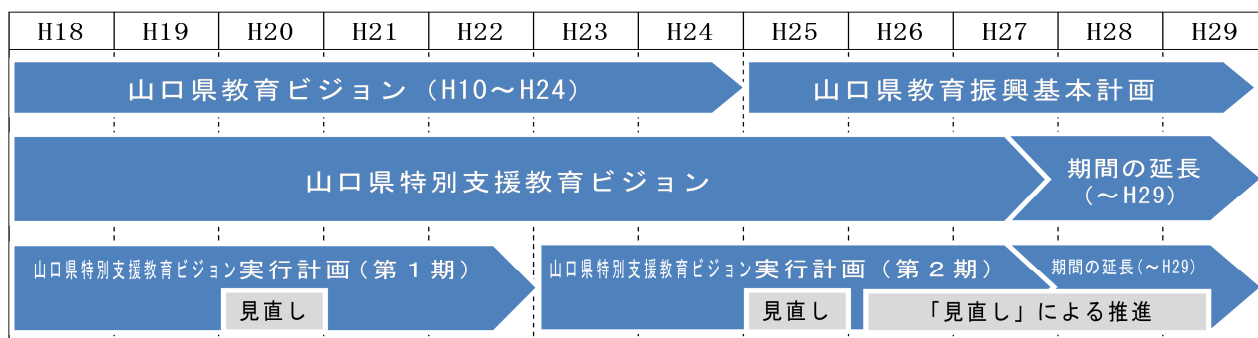 H18 H19 H20 H21 H22 H23 H24 H25 H26 H27 H28 H29
山口県教育ビジョン（H10～H24） 山口県教育振興基本計画
山口県特別支援教育ビジョン 期間の延長
（～H29）
山口県特別支援教育ビジョン実行計画（第１期） 山口県特別支援教育ビジョン実行計画（第２期） 期間の延長（～H29）
見直し 見直し 「見直し」による推進